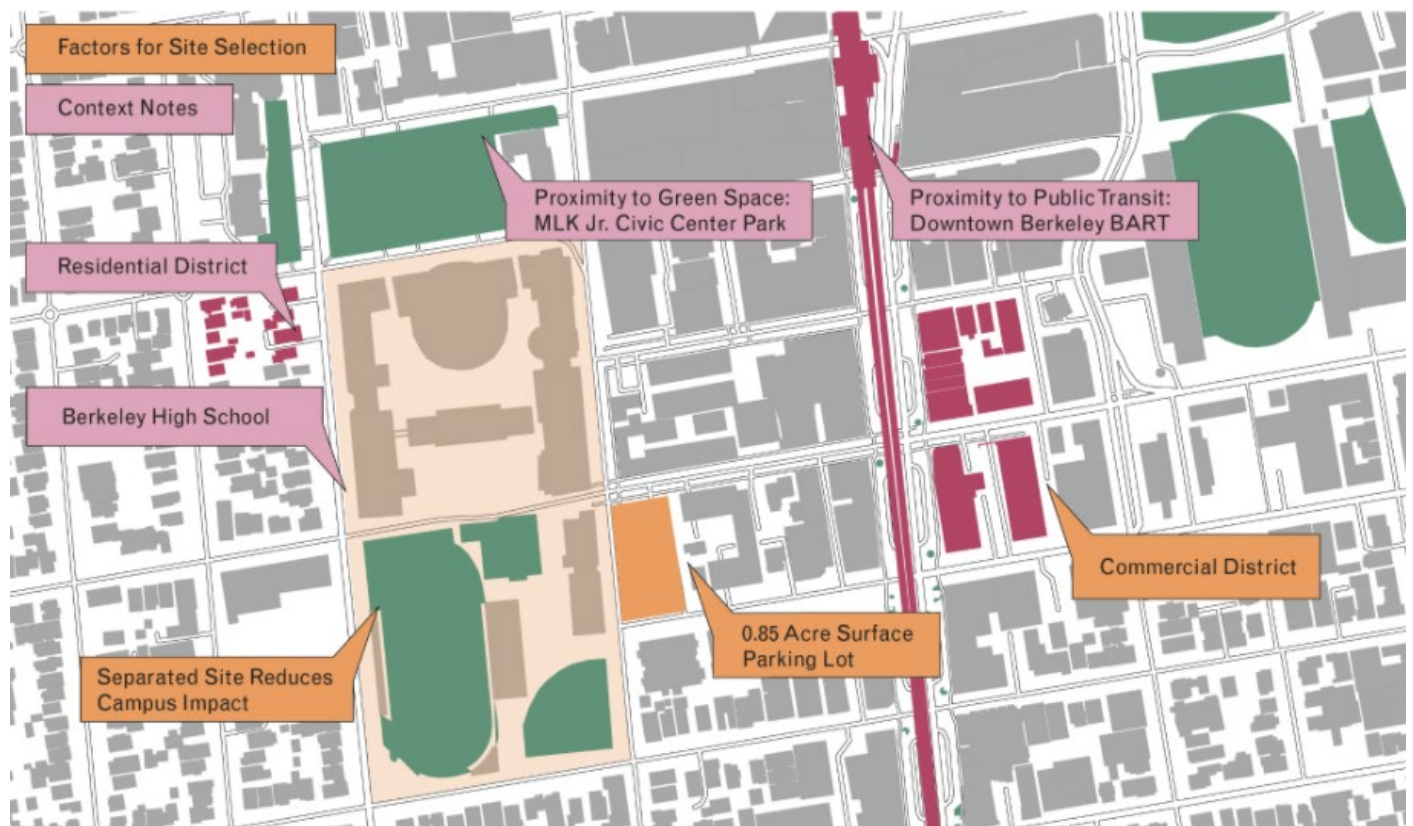 Factors for Site Selection
Context Notes
Proximity to Green Space:
MLK Jr. Civic Center Park
Proximity to Public Transit:
Downtown Berkeley BART
Residential District
Berkeley High School
Commercial District
0.85 Acre Surface
Parking Lot
Separated Site Reduces
Campus Impact